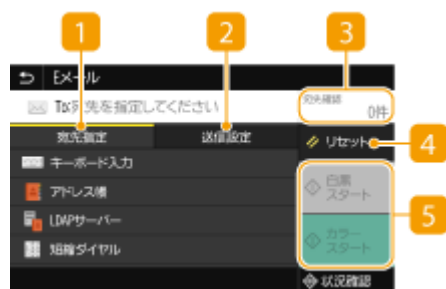 1
2
3
Eメール
To:宛先を指定してください
宛先確認
0件
宛先指定
送信設定
リセット
4
キーボード入力
アドレス帳
白黒
スタート
5
LDAPサーバー
カラー
スタート
短縮ダイヤル
状況確認